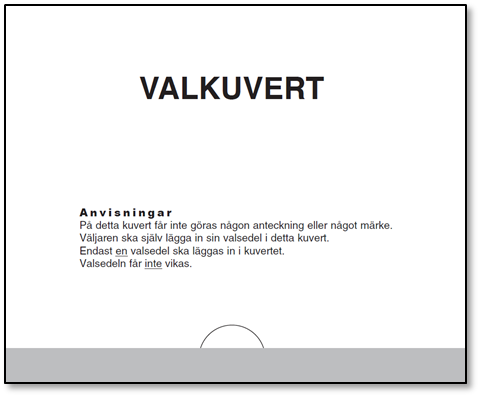 VALKUVERT
Anvisningar
På detta kuvert får inte göras någon anteckning eller något märke.
Väljaren ska själv lägga in sin valsedel i detta kuvert.
Endast en valsedel ska läggas in i kuvertet.
Valsedeln får inte vikas.